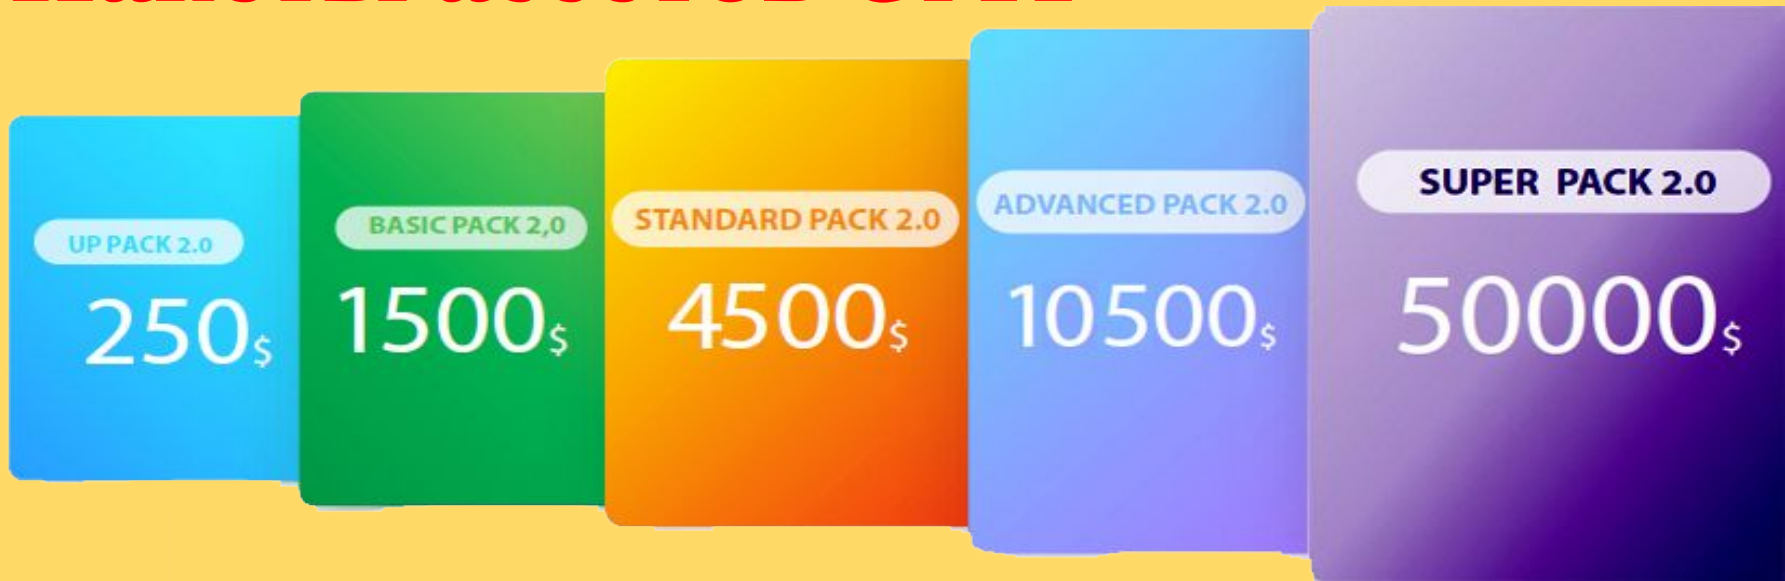 UP PACK 2.0
250$
BASIC PACK 2,0
1500$
STANDARD PACK 2.0
4500$
ADVANCED PACK 2.0
10500$
SUPER PACK 2.0
50000$